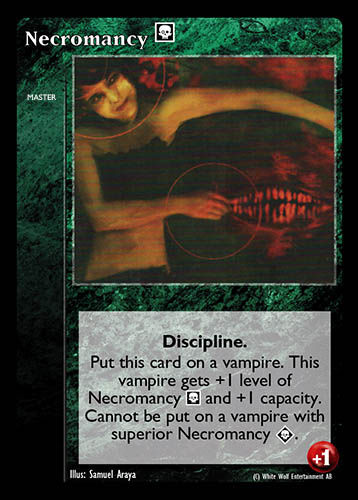 Necromancy
MASTER
Discipline.
Put this card on a vampire. This
vampire gets +1 level of
Necromancy and +1 capacity.
Cannot be put on a vampire with
superior Necromancy .
+1
Illus: Samuel Araya
(C) White Wolf Entertainment AB